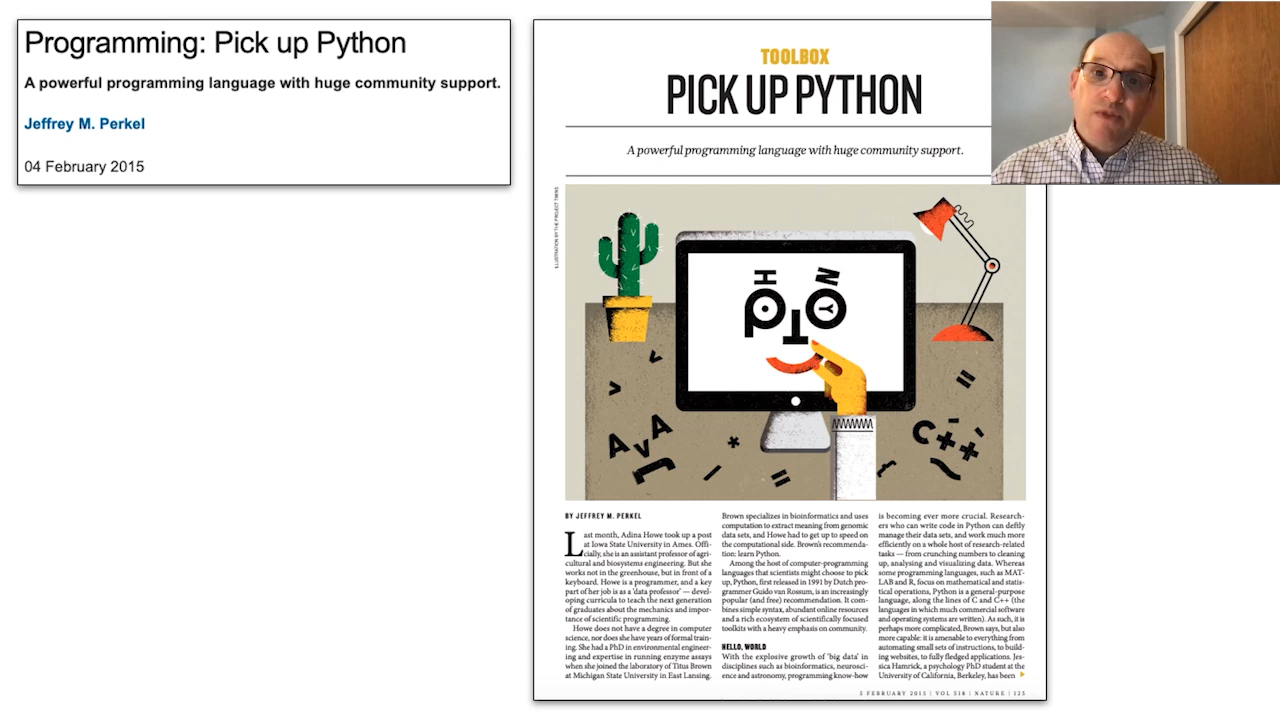 Programming: Pick up Python
A powerful programming language with huge community support.
Jeffrey M. Perkel
04 February 2015
TOOLBOX
PICK UP PYTHON
A powerful programming language with huge community support.
ILLUSTRATION BY THE PROJECT TWINS
H N
P Y
T O
JAVA
C++
BY JEFFREY M. PERKEL
Last month, Adina Howe took up a post
at Iowa State University in Ames. Offi-
cially, she is an assistant professor of agri-
cultural and biosystems engineering. But she
works not in the greenhouse, but in front of a
keyboard. Howe is a programmer, and a key
part of her job is as a ‘data professor’ — devel-
oping curricula to teach the next generation
of graduates about the mechanics and impor-
tance of scientific programming.
Howe does not have a degree in computer
science, nor does she have years of formal train-
ing. She had a PhD in environmental engineer-
ing and expertise in running enzyme assays
when she joined the laboratory of Titus Brown
at Michigan State University in East Lansing.
Brown specializes in bioinformatics and uses
computation to extract meaning from genomic
data sets, and Howe had to get up to speed on
the computational side. Brown’s recommenda-
tion: learn Python.
Among the host of computer-programming
languages that scientists might choose to pick
up, Python, first released in 1991 by Dutch pro-
grammer Guido van Rossum, is an increasingly
popular (and free) recommendation. It com-
bines simple syntax, abundant online resources
and a rich ecosystem of scientifically focused
toolkits with a heavy emphasis on community.
HELLO, WORLD
With the explosive growth of ‘big data’ in
disciplines such as bioinformatics, neurosci-
ence and astronomy, programming know-how
is becoming ever more crucial. Research-
ers who can write code in Python can deftly
manage their data sets, and work much more
efficiently on a whole host of research-related
tasks — from crunching numbers to cleaning
up, analysing and visualizing data. Whereas
some programming languages, such as MAT-
LAB and R, focus on mathematical and statis-
tical operations, Python is a general-purpose
language, along the lines of C and C++ (the
languages in which much commercial software
and operating systems are written). As such, it is
perhaps more complicated, Brown says, but also
more capable: it is amenable to everything from
automating small sets of instructions, to build-
ing websites, to fully fledged applications. Jes-
sica Hamrick, a psychology PhD student at the
University of California, Berkeley, has been
5 FEBRUARY 2015 | VOL 518 | NATURE | 125